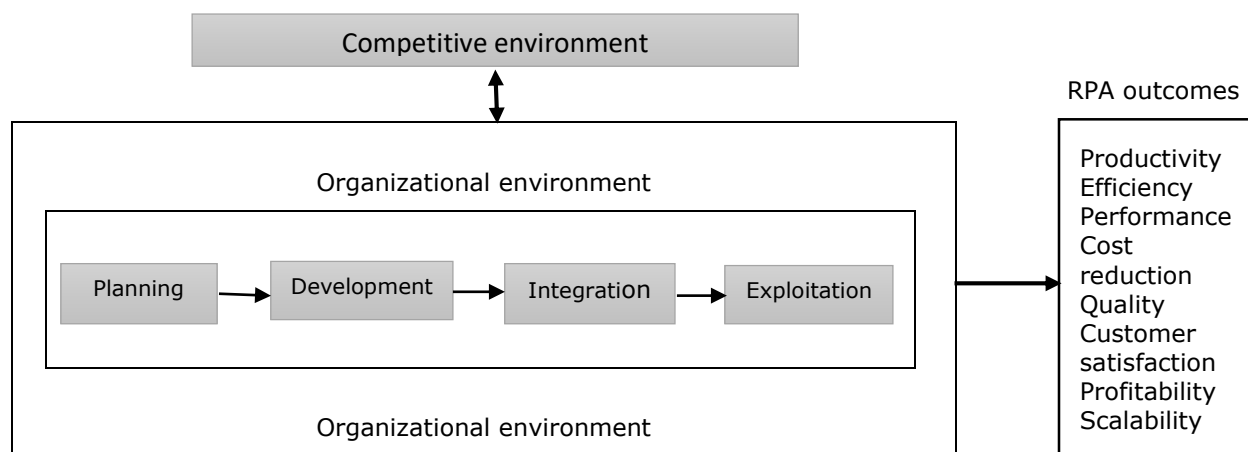 Competitive environment
RPA outcomes
Organizational environment
Planning
Development
Integration
Exploitation
Organizational environment
Productivity
Efficiency
Performance
Cost
reduction
Quality
Customer
satisfaction
Profitability
Scalability